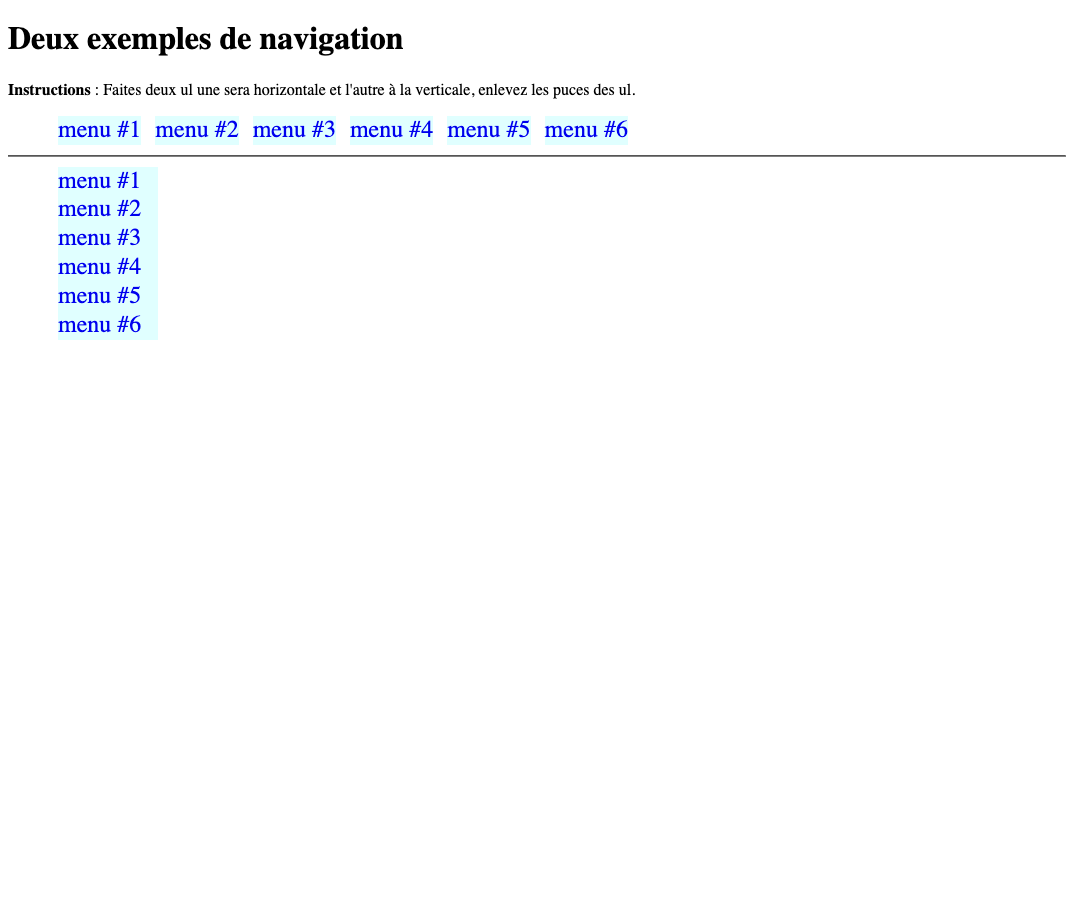 Deux exemples de navigation
Instructions : Faites deux ul une sera horizontale et l'autre à la verticale, enlevez les puces des ul.
menu #1 menu #2 menu #3 menu #4 menu #5 menu #6
menu #1
menu #2
menu #3
menu #4
menu #5
menu #6